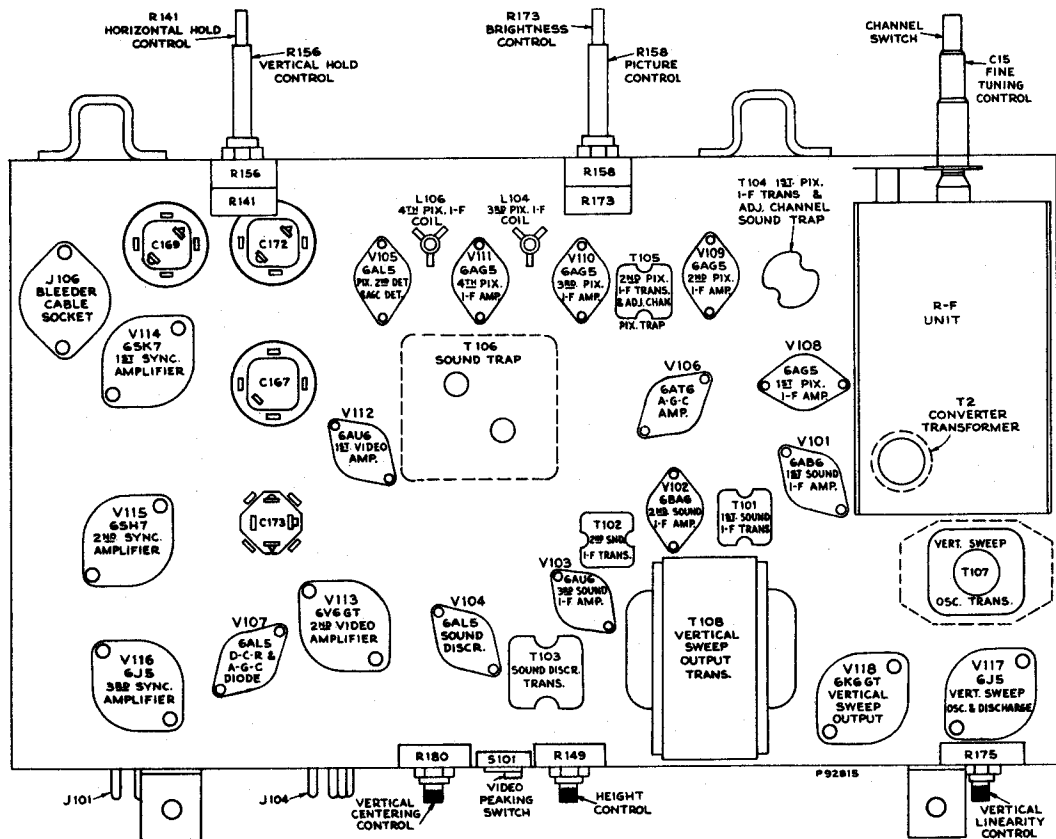 R141
HORIZONTAL HOLD
CONTROL
R156
VERTICAL HOLD
CONTROL
R173
BRIGHTNESS
CONTROL
R158
PICTURE
CONTROL
CHANNEL
SWITCH
C15
FINE
TUNING
CONTROL
R156
R141
R158
R173
T104 1ST. PIX.
I-F TRANS &
ADJ. CHANNEL
SOUND TRAP
L106
4TH PIX. I-F
COIL
L104
3RD PIX. I-F
COIL
C169
C172
J106
BLEEDER
CABLE
SOCKET
V105
6AL5
PIX. 2ND DET
& AGC DET.
V111
6AG5
4TH PIX.
I-F AMP.
V110
6AG5
3RD PIX.
I-F AMP.
T105
2ND PIX.
I-F TRANS.
& ADJ. CHAN.
PIX. TRAP
V109
6AG5
2ND PIX.
I-F AMP.
R-F
UNIT
V114
6SK7
1ST SYNC.
AMPLIFIER
T106
SOUND TRAP
V108
6AG5
1ST PIX.
I-F AMP.
C167
V106
6AT6
A-G-C
AMP.
T2
CONVERTER
TRANSFORMER
V112
6AU6
1ST. VIDEO
AMP.
V101
6AB6
1ST SOUND
I-F AMP.
V102
6BA6
2ND SOUND
I-F AMP.
T101
1ST. SOUND
I-F TRANS.
V115
6SH7
2ND SYNC.
AMPLIFIER
C173
T102
2ND SND.
I-F TRANS.
VERT. SWEEP
T107
OSC. TRANS.
V103
6AU6
3RD SOUND
I-F AMP.
V113
6V6GT
2ND VIDEO
AMPLIFIER
V104
6AL5
SOUND
DISCR.
V107
6AL5
D-C-R &
A-G-C
DIODE
T108
VERTICAL
SWEEP
OUTPUT
TRANS.
V116
6J5
3RD SYNC.
AMPLIFIER
T103
SOUND DISCR.
TRANS.
V118
6K6GT
VERTICAL
SWEEP
OUTPUT
V117
6J5
VERT. SWEEP
OSC. & DISCHARGE
R180
S101
R149
R175
P92815
J101
J104
VERTICAL
CENTERING
CONTROL
VIDEO
PEAKING
SWITCH
HEIGHT
CONTROL
VERTICAL
LINEARITY
CONTROL